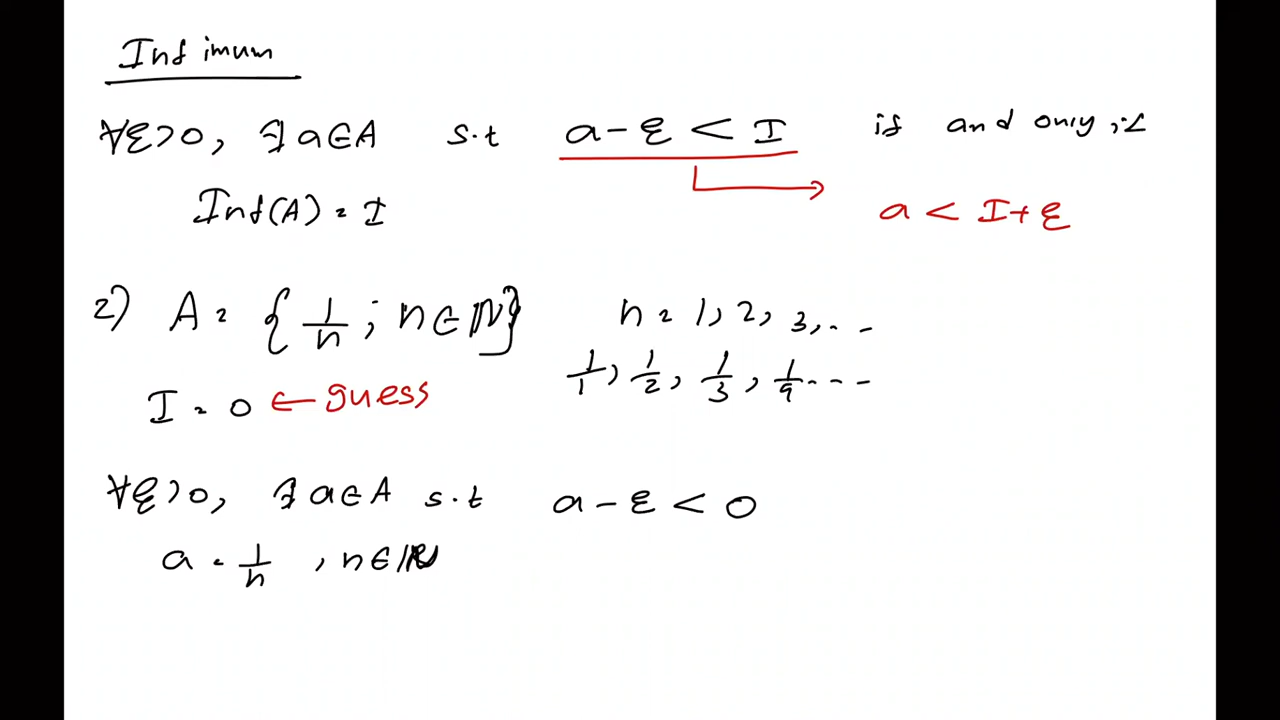 Infimum
∀ε>0, ∃a∈A s.t a-ε < I if and only if
Inf(A) = I
a < I+ε
2) A = {1/n ; n∈ℕ} n = 1, 2, 3, . . .
1/1, 1/2, 1/3, 1/9 . . . -
I = 0 ← guess
∀ε>0, ∃a∈A s.t a-ε < 0
a = 1/n , n∈ℕ